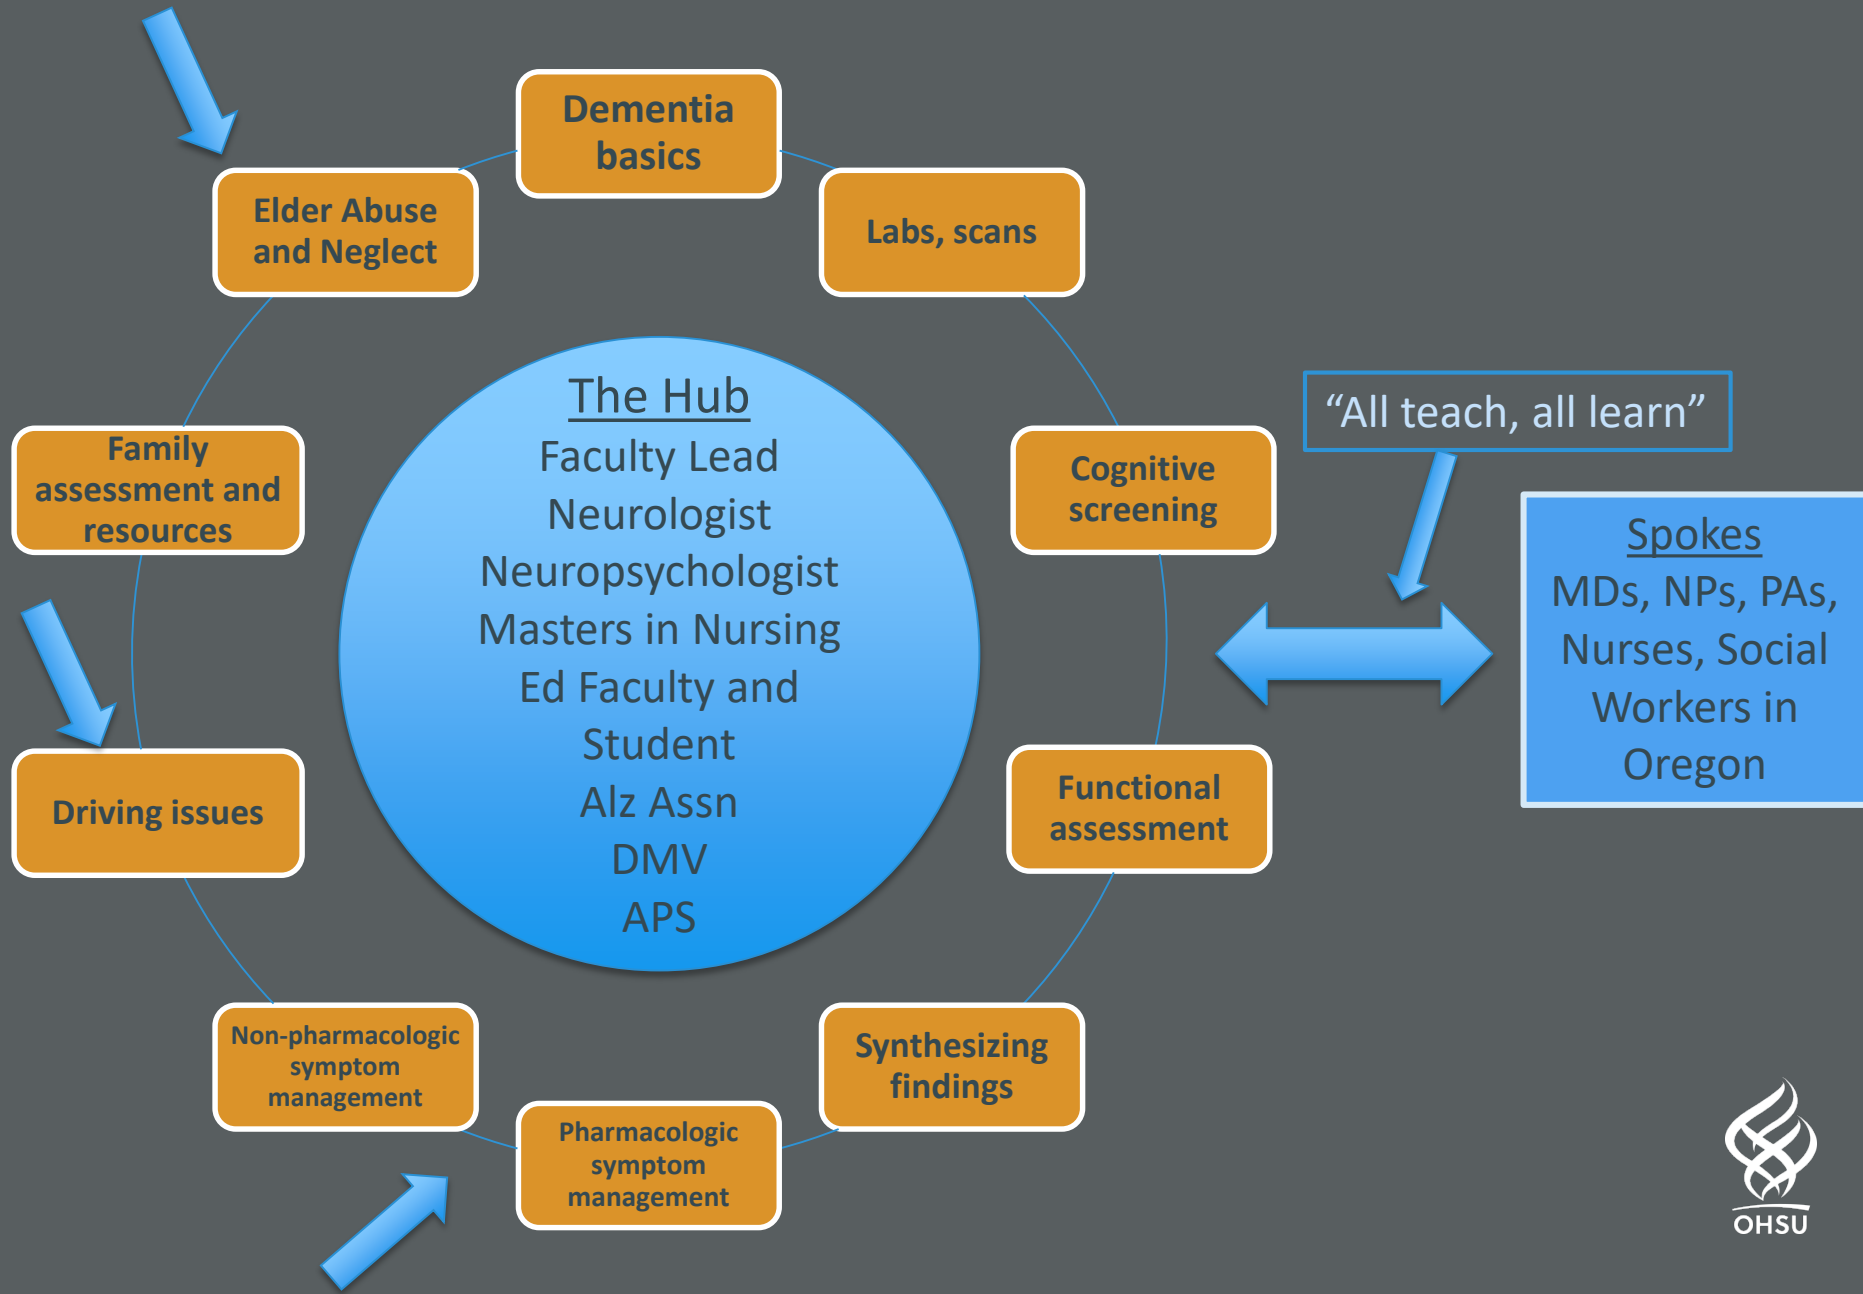 Dementia
basics
Elder Abuse
and Neglect
Labs, scans
Family
assessment and
resources
The Hub
Faculty Lead
Neurologist
Neuropsychologist
Masters in Nursing
Ed Faculty and
Student
Alz Assn
DMV
APS
Cognitive
screening
“All teach, all learn”
Spokes
MDs, NPs, PAs,
Nurses, Social
Workers in
Oregon
Driving issues
Functional
assessment
Non-pharmacologic
symptom
management
Synthesizing
findings
Pharmacologic
symptom
management
OHSU